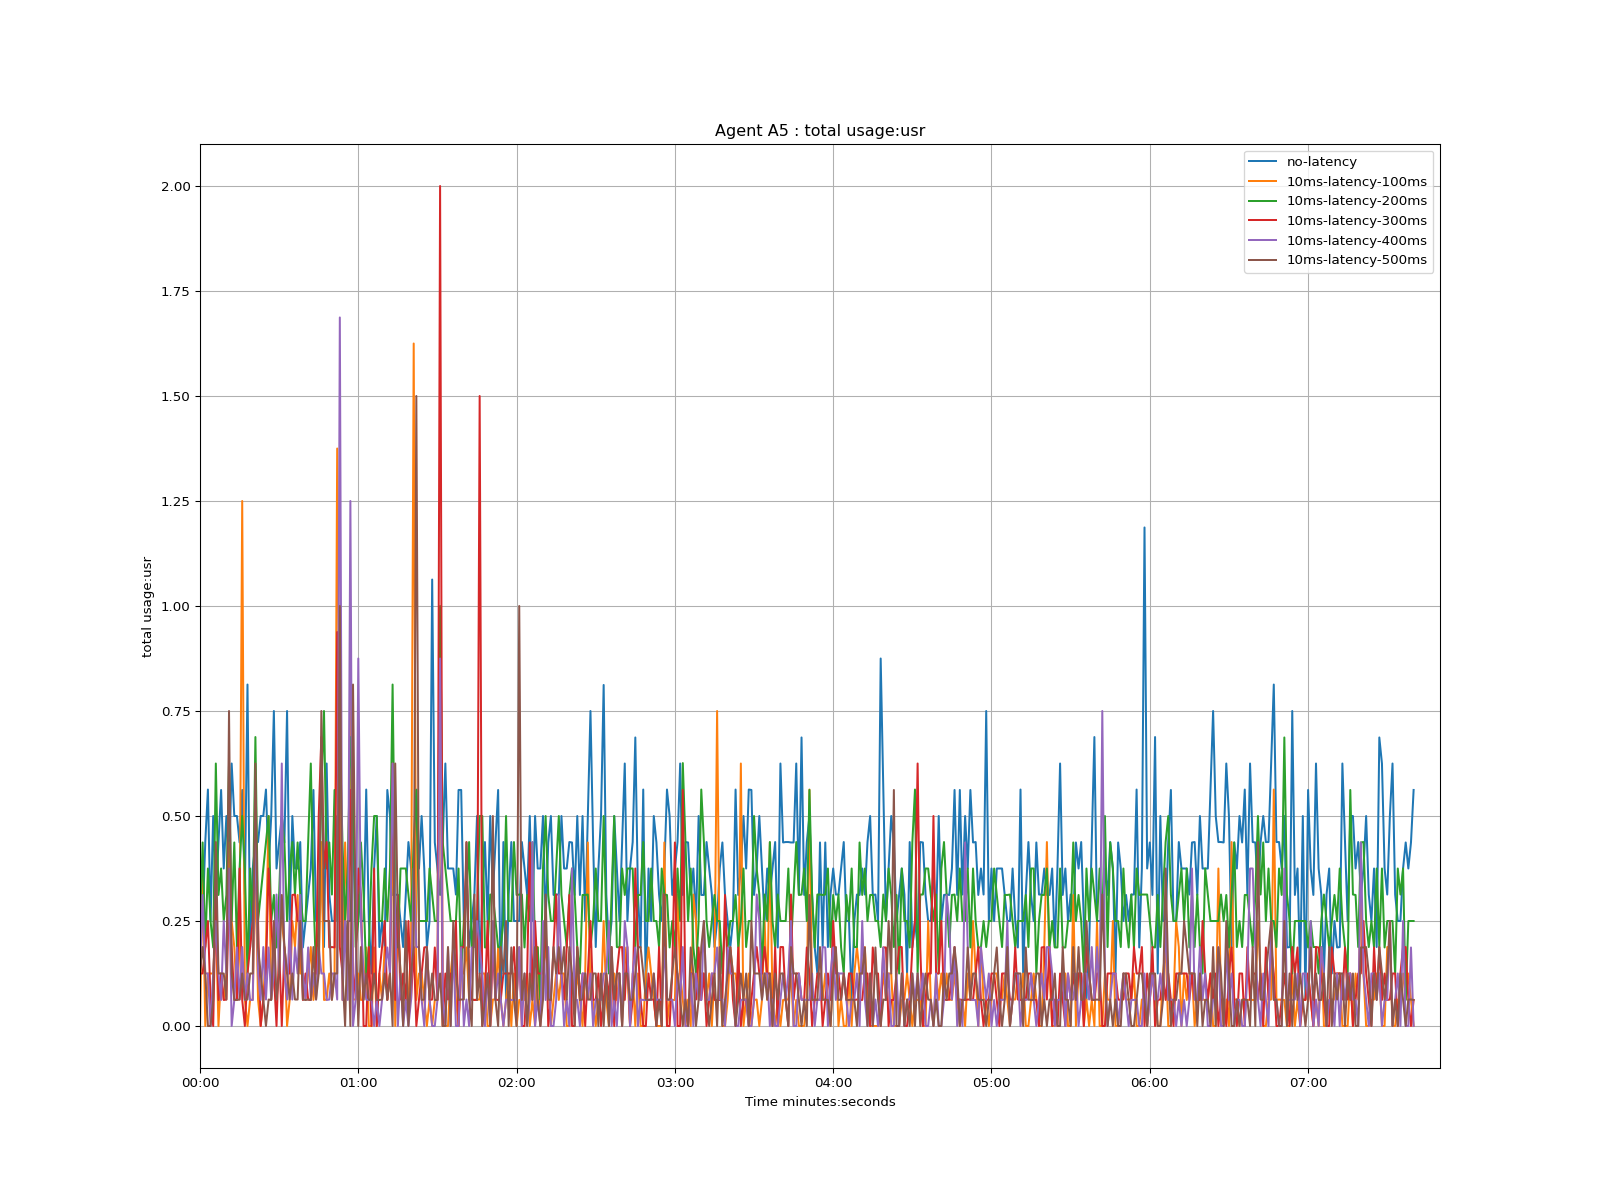 Agent A5 : total usage:usr
no-latency
10ms-latency-100ms
10ms-latency-200ms
10ms-latency-300ms
10ms-latency-400ms
10ms-latency-500ms
2.00
1.75
1.50
1.25
1.00
0.75
0.50
0.25
0.00
total usage:usr
00:00 01:00 02:00 03:00 04:00 05:00 06:00 07:00
Time minutes:seconds